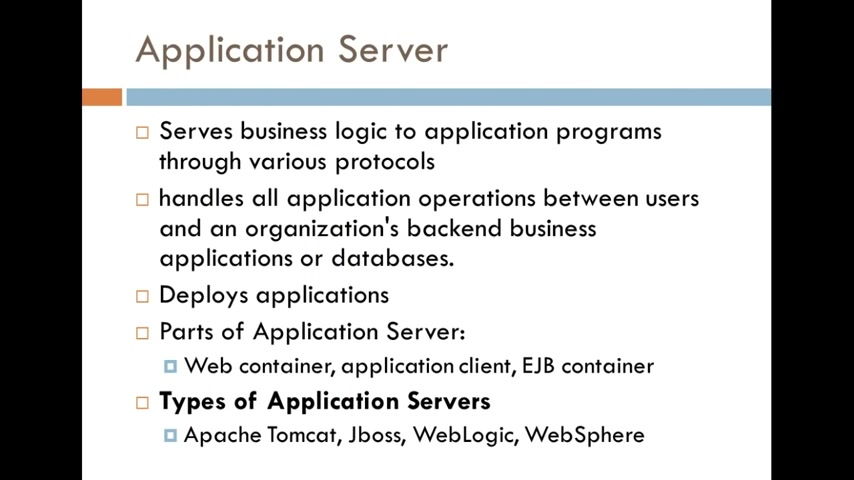 Application Server
Serves business logic to application programs
through various protocols
handles all application operations between users
and an organization's backend business
applications or databases.
Deploys applications
Parts of Application Server:
Web container, application client, EJB container
Types of Application Servers
Apache Tomcat, Jboss, WebLogic, WebSphere